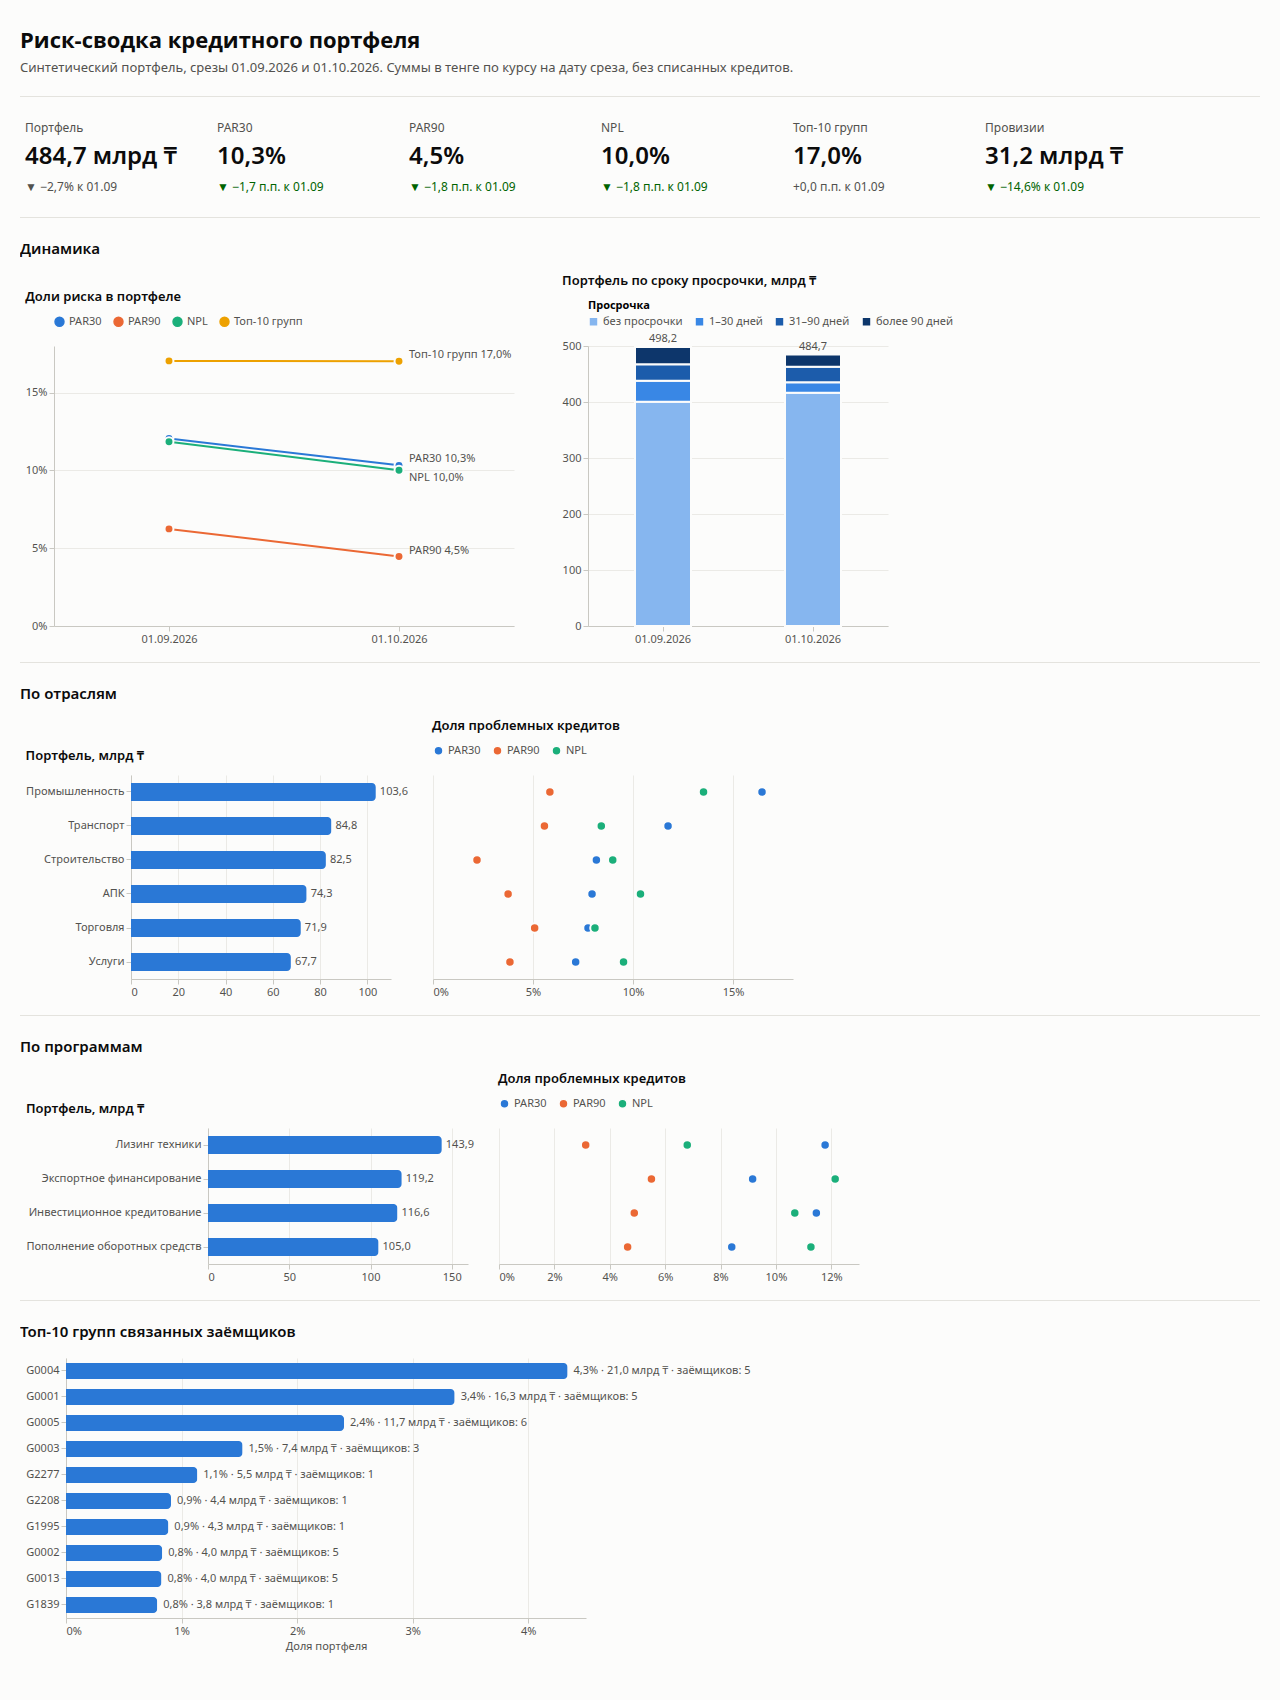 Риск-сводка кредитного портфеля
Синтетический портфель, срезы 01.09.2026 и 01.10.2026. Суммы в тенге по курсу на дату среза, без списанных кредитов.
Портфель PAR30 PAR90 NPL Топ-10 групп Провизии
484,7 млрд ₸ 10,3% 4,5% 10,0% 17,0% 31,2 млрд ₸
▼ −2,7% к 01.09 ▼ −1,7 п.п. к 01.09 ▼ −1,8 п.п. к 01.09 ▼ −1,8 п.п. к 01.09 +0,0 п.п. к 01.09 ▼ −14,6% к 01.09
Динамика
Доли риска в портфеле
PAR30 PAR90 NPL Топ-10 групп
15%
10%
5%
0%
Топ-10 групп 17,0%
PAR30 10,3%
NPL 10,0%
PAR90 4,5%
01.09.2026 01.10.2026
Портфель по сроку просрочки, млрд ₸
Просрочка
без просрочки 1–30 дней 31–90 дней более 90 дней
498,2 484,7
500
400
300
200
100
0
01.09.2026 01.10.2026
По отраслям
Портфель, млрд ₸
Промышленность 103,6
Транспорт 84,8
Строительство 82,5
АПК 74,3
Торговля 71,9
Услуги 67,7
0 20 40 60 80 100
Доля проблемных кредитов
PAR30 PAR90 NPL
0% 5% 10% 15%
По программам
Портфель, млрд ₸
Лизинг техники 143,9
Экспортное финансирование 119,2
Инвестиционное кредитование 116,6
Пополнение оборотных средств 105,0
0 50 100 150
Доля проблемных кредитов
PAR30 PAR90 NPL
0% 2% 4% 6% 8% 10% 12%
Топ-10 групп связанных заёмщиков
G0004 4,3% · 21,0 млрд ₸ · заёмщиков: 5
G0001 3,4% · 16,3 млрд ₸ · заёмщиков: 5
G0005 2,4% · 11,7 млрд ₸ · заёмщиков: 6
G0003 1,5% · 7,4 млрд ₸ · заёмщиков: 3
G2277 1,1% · 5,5 млрд ₸ · заёмщиков: 1
G2208 0,9% · 4,4 млрд ₸ · заёмщиков: 1
G1995 0,9% · 4,3 млрд ₸ · заёмщиков: 1
G0002 0,8% · 4,0 млрд ₸ · заёмщиков: 5
G0013 0,8% · 4,0 млрд ₸ · заёмщиков: 5
G1839 0,8% · 3,8 млрд ₸ · заёмщиков: 1
0% 1% 2% 3% 4%
Доля портфеля